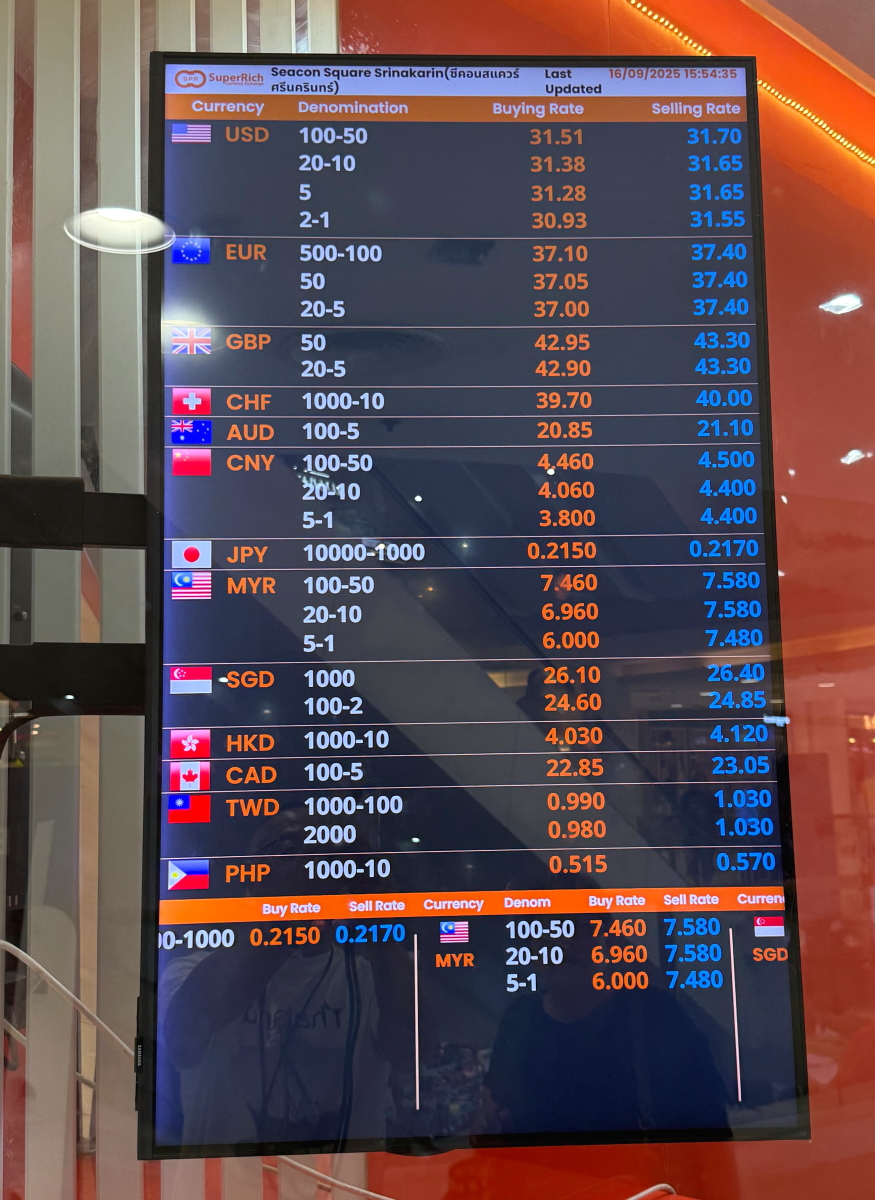 SPR SuperRich Seacon Square Srinakarin(ซีคอนสแควร์ Last 16/09/2025 15:54:35
Currency Exchange ศรีนครินทร์) Updated
Currency Denomination Buying Rate Selling Rate
USD 100-50 31.51 31.70
20-10 31.38 31.65
5 31.28 31.65
2-1 30.93 31.55
EUR 500-100 37.10 37.40
50 37.05 37.40
20-5 37.00 37.40
GBP 50 42.95 43.30
20-5 42.90 43.30
CHF 1000-10 39.70 40.00
AUD 100-5 20.85 21.10
CNY 100-50 4.460 4.500
20-10 4.060 4.400
5-1 3.800 4.400
JPY 10000-1000 0.2150 0.2170
MYR 100-50 7.460 7.580
20-10 6.960 7.580
5-1 6.000 7.480
SGD 1000 26.10 26.40
100-2 24.60 24.85
HKD 1000-10 4.030 4.120
CAD 100-5 22.85 23.05
TWD 1000-100 0.990 1.030
2000 0.980 1.030
PHP 1000-10 0.515 0.570
Buy Rate Sell Rate Currency Denom Buy Rate Sell Rate Curren
00-1000 0.2150 0.2170 MYR 100-50 7.460 7.580 SGD
20-10 6.960 7.580
5-1 6.000 7.480
SAMSUNG